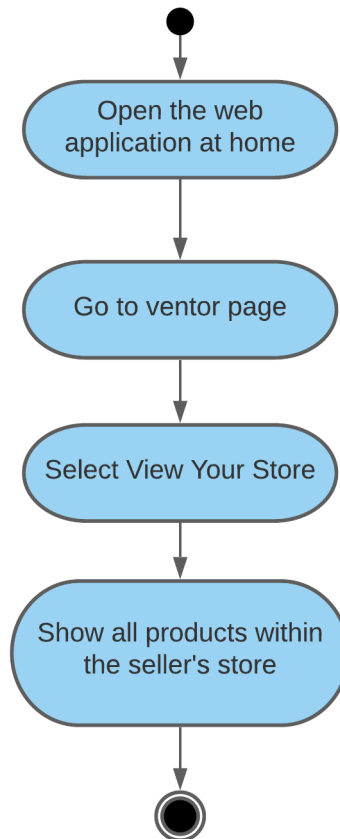 Open the web
application at home
Go to ventor page
Select View Your Store
Show all products within
the seller's store